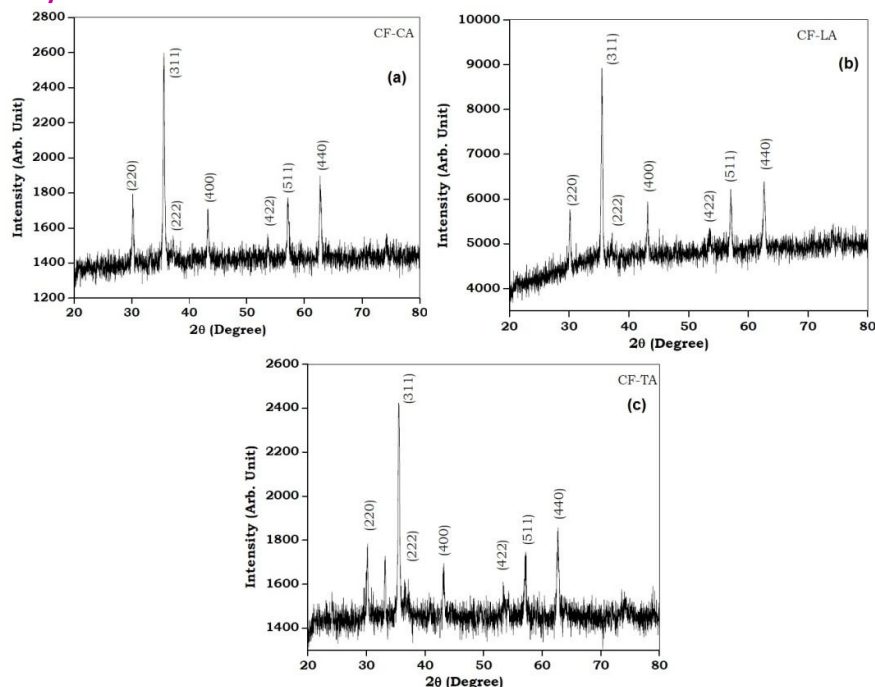 CF-CA
(a)
2800
2600
2400
2200
2000
1800
1600
1400
1200
Intensity (Arb. Unit)
(220)
(311)
(222)
(400)
(422)
(511)
(440)
20 30 40 50 60 70 80
2θ (Degree)
CF-LA
(b)
10000
9000
8000
7000
6000
5000
4000
Intensity (Arb. Unit)
(220)
(311)
(222)
(400)
(422)
(511)
(440)
20 30 40 50 60 70 80
2θ (Degree)
CF-TA
(c)
2600
2400
2200
2000
1800
1600
1400
Intensity (Arb. Unit)
(220)
(311)
(222)
(400)
(422)
(511)
(440)
20 30 40 50 60 70 80
2θ (Degree)